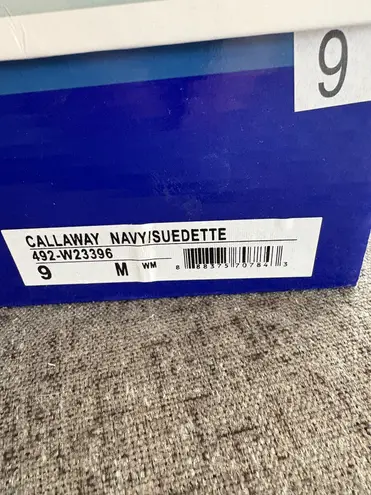 9
CALLAWAY NAVY/SUEDETTE
492-W23396
9 M WM
8 88375 70784 3